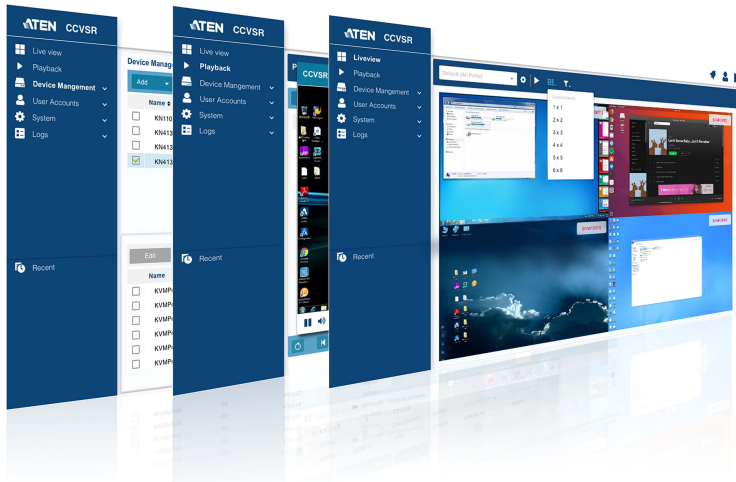 ATEN CCVSR
Live view
Playback
Device Mangement
User Accounts
System
Logs
Recent
Device Manag
Add
Name
KN110
KN413
KN413
KN413
Edit
Name
KVMP
KVMP
KVMP
KVMP
KVMP
KVMP
ATEN CCVSR
Live view
Playback
Device Mangement
User Accounts
System
Logs
Recent
P
CCVSR
ATEN CCVSR
Liveview
Playback
Device Mangement
User Accounts
System
Logs
Recent
Default (All Ports)
1 x 1
2 x 2
3 x 3
4 x 4
5 x 5
6 x 6